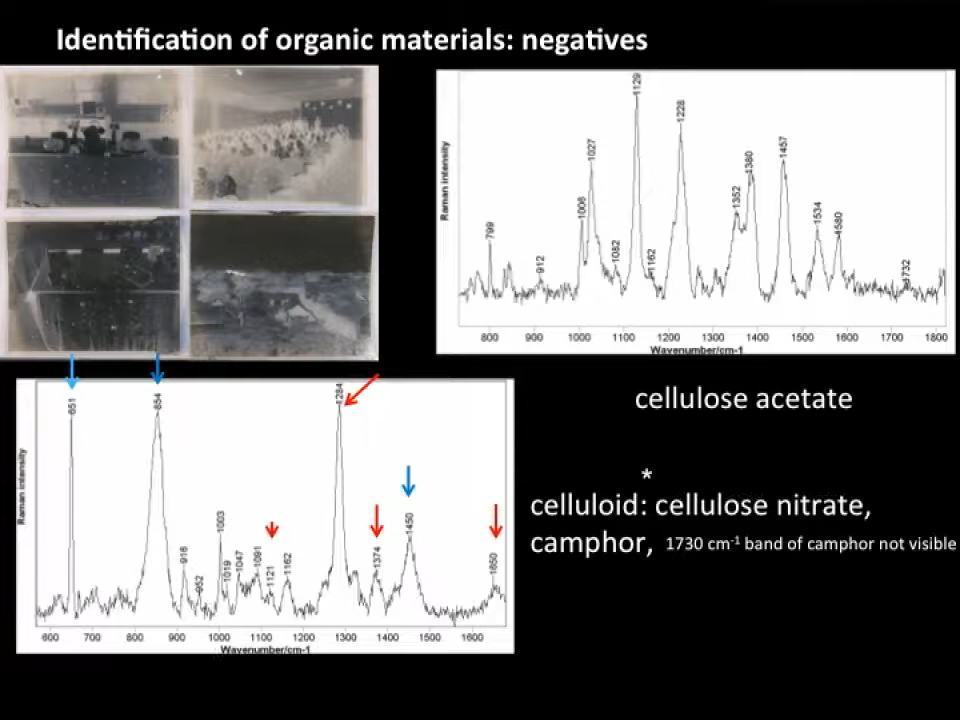 Identification of organic materials: negatives
Raman intensity
799
912
1006
1027
1082
1129
1162
1228
1352
1380
1457
1534
1580
1732
800 900 1000 1100 1200 1300 1400 1500 1600 1700 1800
Wavenumber/cm-1
cellulose acetate
Raman intensity
651
854
916
952
1003
1019
1047
1091
1121
1162
1284
1374
1450
1650
600 700 800 900 1000 1100 1200 1300 1400 1500 1600
Wavenumber/cm-1
*
celluloid: cellulose nitrate,
camphor, 1730 cm-1 band of camphor not visible